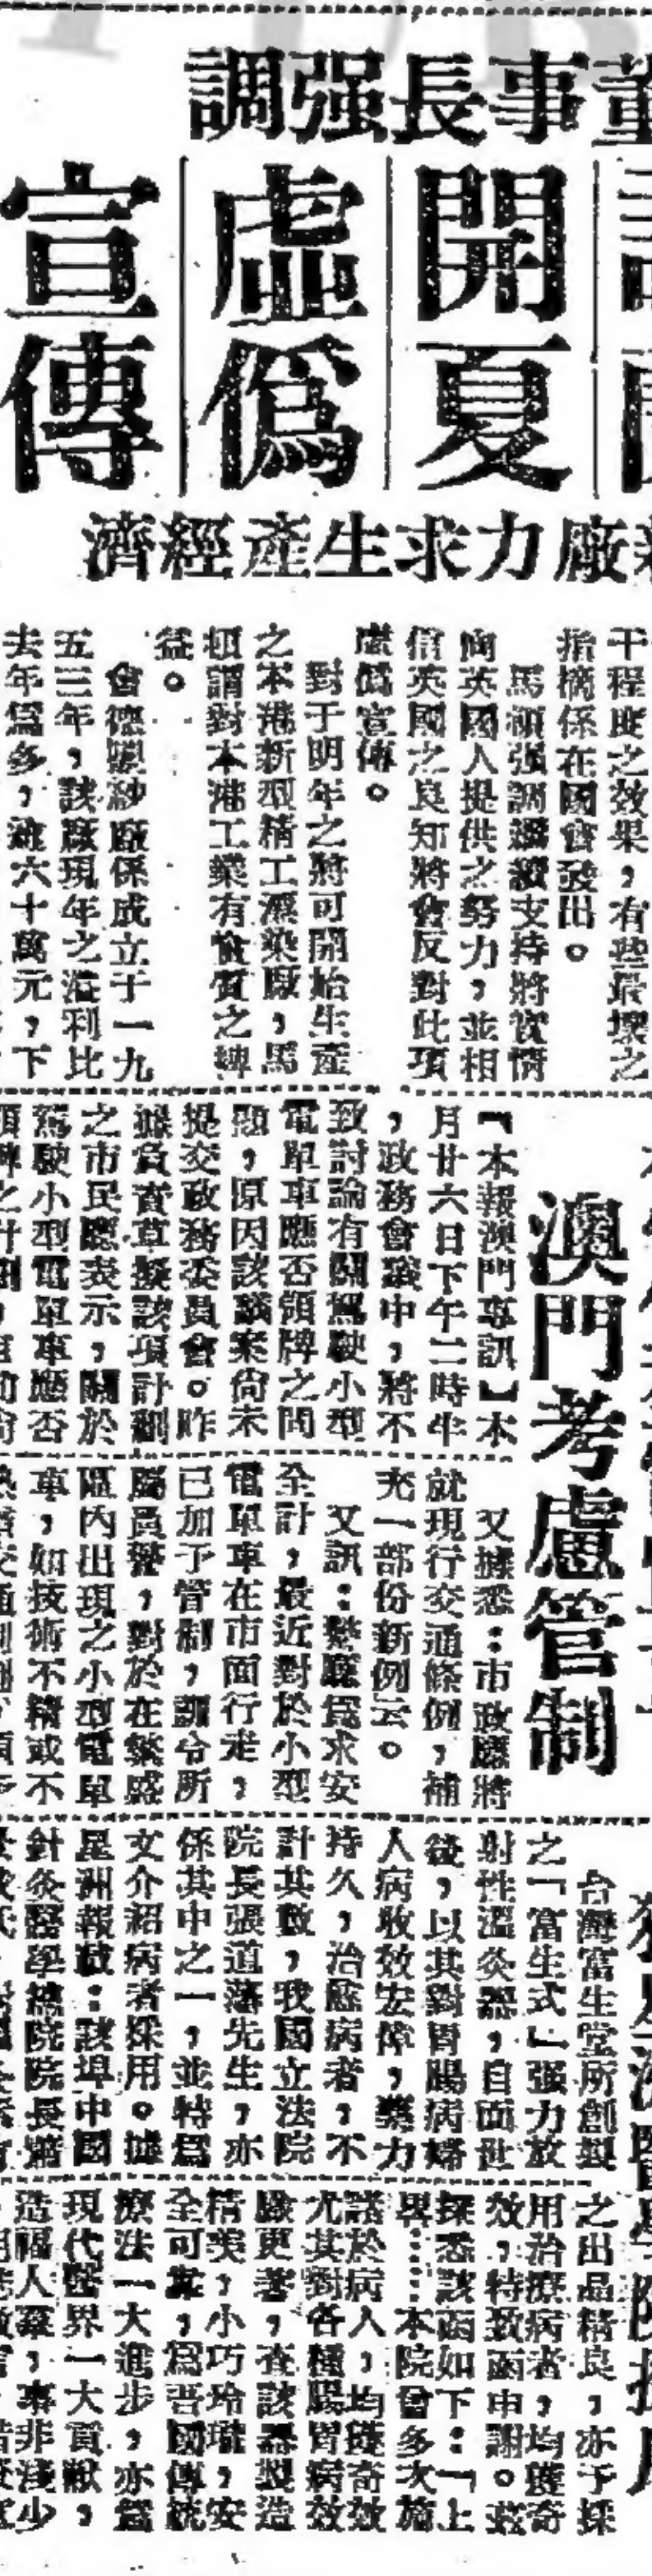 董事長强調
開夏
虛僞
宣傳
廠力求生產經濟
干程度之效果，有些最壞之
指摘係在國會發出。
馬頓强調繼續支持將實情
向英國人提供之努力，並相
信英國之良知將會反對此項
虛僞宣傳。
對于明年之將可開始生產
之本港新型精工漂染廠，馬
頓謂對本港工業有實質之裨
益。
會德豐紗廠係成立于一九
五三年，該廠現年之溢利比
去年爲多，達六十萬元，下
澳門考慮管制
『本報澳門專訊』本
月廿六日下午三時半
，政務會議中，將不
致討論有關駕駛小型
電單車應否領牌之問
題，原因該議案尙未
提交政務委員會。昨
據負責草擬該項計劃
之市民廳表示，關於
駕駛小型電單車應否
又據悉：市政廳將
就現行交通條例，補
充一部份新例云。
又訊：警廳爲求安
全計，最近對於小型
電單車在市面行走，
已加予管制，訓令所
屬員警，對於在繁盛
區內出現之小型電單
車，如技術不精或不
台灣富生堂所創製
之「富生式」强力放
射性溫灸器，自面世
後，以其對胃腸病婦
人病收效宏偉，藥力
持久，治癒病者，不
計其數，我國立法院
院長張道藩先生，亦
係其中之一，並特爲
文介紹病者採用。據
星洲報載：該埠中國
針灸醫學總院院長
之出品精良，亦予採
用治療病者，均獲奇
效，特致函申謝。茲
探悉該函如下：「上
畧……本院曾多次施
諸於病人，均獲奇效
尤其對各種腸胃病效
驗更著，查該器製造
精美，小巧玲瓏，安
全可靠，爲吾國傳統
療法一大進步，亦爲
現代醫界一大貢獻，
造福人羣，事非淺少